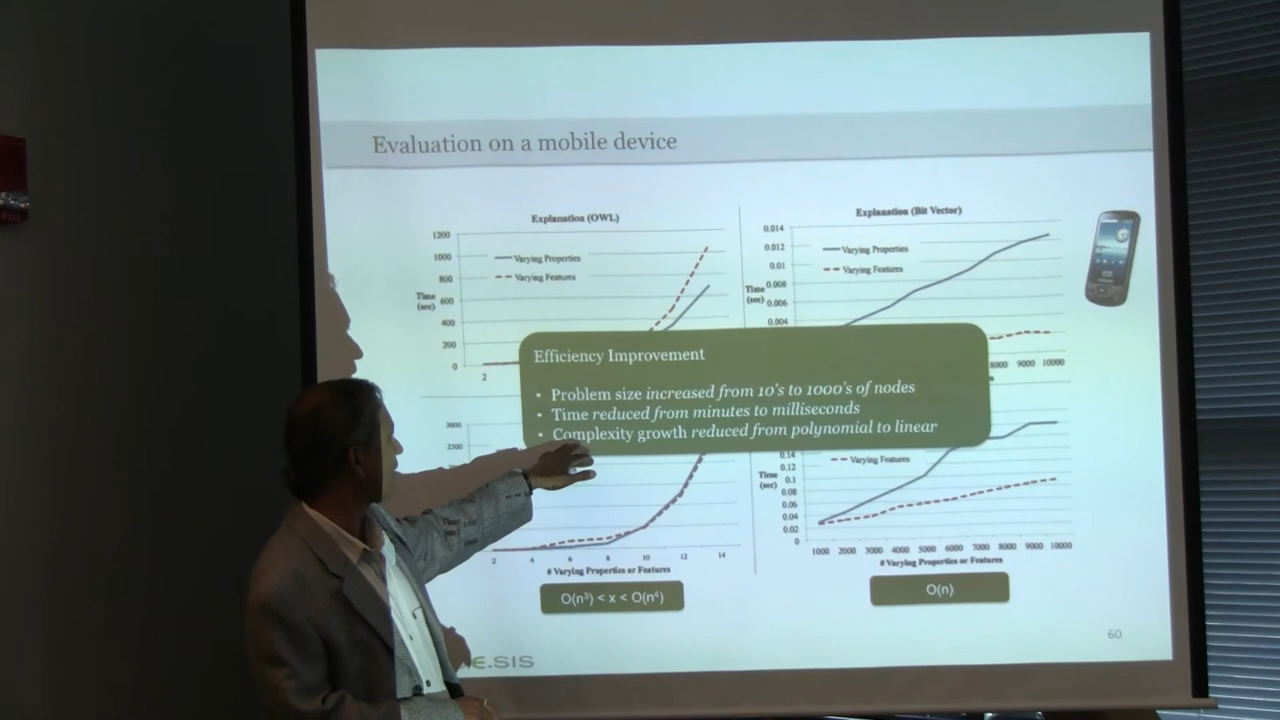 Evaluation on a mobile device
Explanation (OWL)
1200
1000
800
600
400
200
0
Time
(sec)
Varying Properties
Varying Features
2
Explanation (Bit Vector)
0.014
0.012
0.01
0.008
0.006
0.004
Time
(sec)
Varying Properties
Varying Features
8000 9000 10000
Efficiency Improvement
• Problem size increased from 10's to 1000's of nodes
• Time reduced from minutes to milliseconds
• Complexity growth reduced from polynomial to linear
3000
2500
Time
2 4 6 8 10 12 14
# Varying Properties or Features
O(n³) < x < O(n⁴)
0.14
0.12
0.1
0.08
0.06
0.04
0.02
0
Time
(sec)
Varying Features
1000 2000 3000 4000 5000 6000 7000 8000 9000 10000
# Varying Properties or Features
O(n)
60
E.SIS